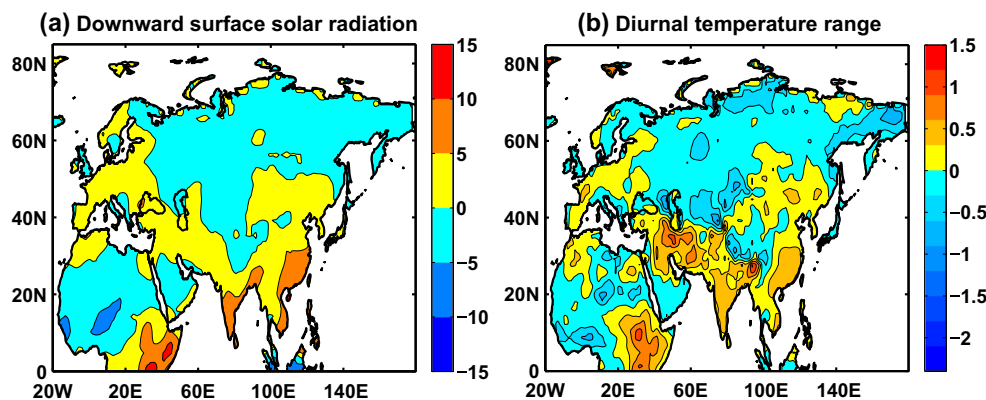 (a) Downward surface solar radiation
(b) Diurnal temperature range
80N
60N
40N
20N
0
20W 20E 60E 100E 140E
15
10
5
0
−5
−10
−15
80N
60N
40N
20N
0
20W 20E 60E 100E 140E
1.5
1
0.5
0
−0.5
−1
−1.5
−2